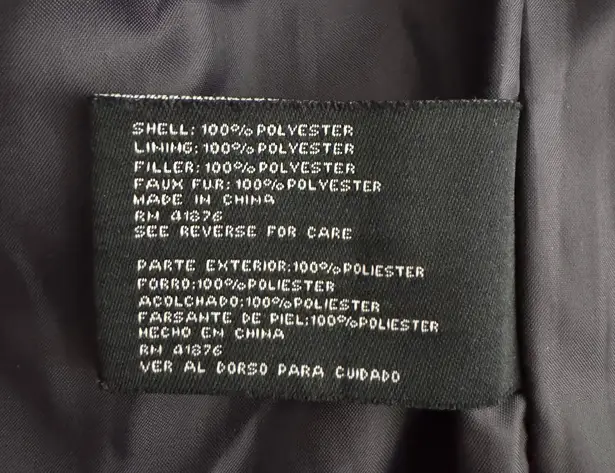 SHELL: 100% POLYESTER
LINING: 100% POLYESTER
FILLER: 100% POLYESTER
FAUX FUR: 100% POLYESTER
MADE IN CHINA
RN 41876
SEE REVERSE FOR CARE
PARTE EXTERIOR:100%POLIESTER
FORRO:100%POLIESTER
ACOLCHADO:100%POLIESTER
FARSANTE DE PIEL:100%POLIESTER
HECHO EN CHINA
RN 41876
VER AL DORSO PARA CUIDADO